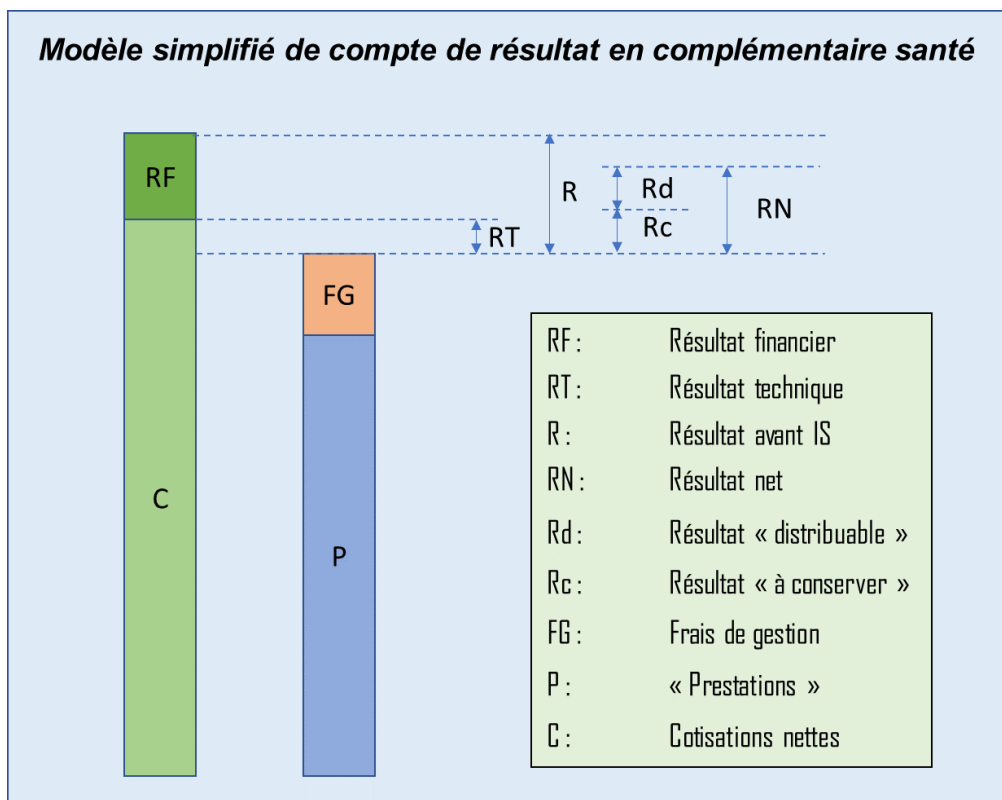 Modèle simplifié de compte de résultat en complémentaire santé
RF
R
Rd
RN
RT
Rc
FG
C
P
RF : Résultat financier
RT : Résultat technique
R : Résultat avant IS
RN : Résultat net
Rd : Résultat « distribuable »
Rc : Résultat « à conserver »
FG : Frais de gestion
P : « Prestations »
C : Cotisations nettes